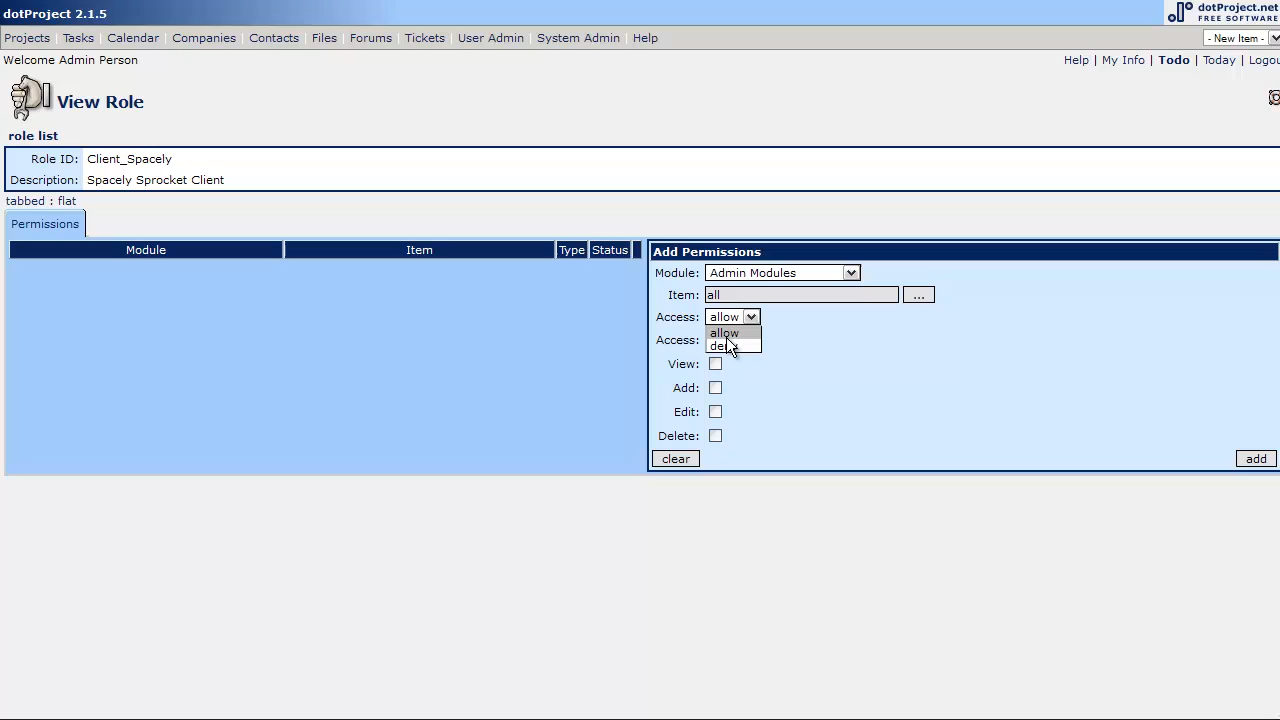 dotProject 2.1.5
dotProject.net
FREE SOFTWARE
Projects | Tasks | Calendar | Companies | Contacts | Files | Forums | Tickets | User Admin | System Admin | Help
- New Item -
Welcome Admin Person
Help | My Info | Todo | Today | Logou
View Role
role list
Role ID: Client_Spacely
Description: Spacely Sprocket Client
tabbed : flat
Permissions
Module Item Type Status
Add Permissions
Module: Admin Modules
Item: all ...
Access: allow
allow
Access:
View:
Add:
Edit:
Delete:
clear add